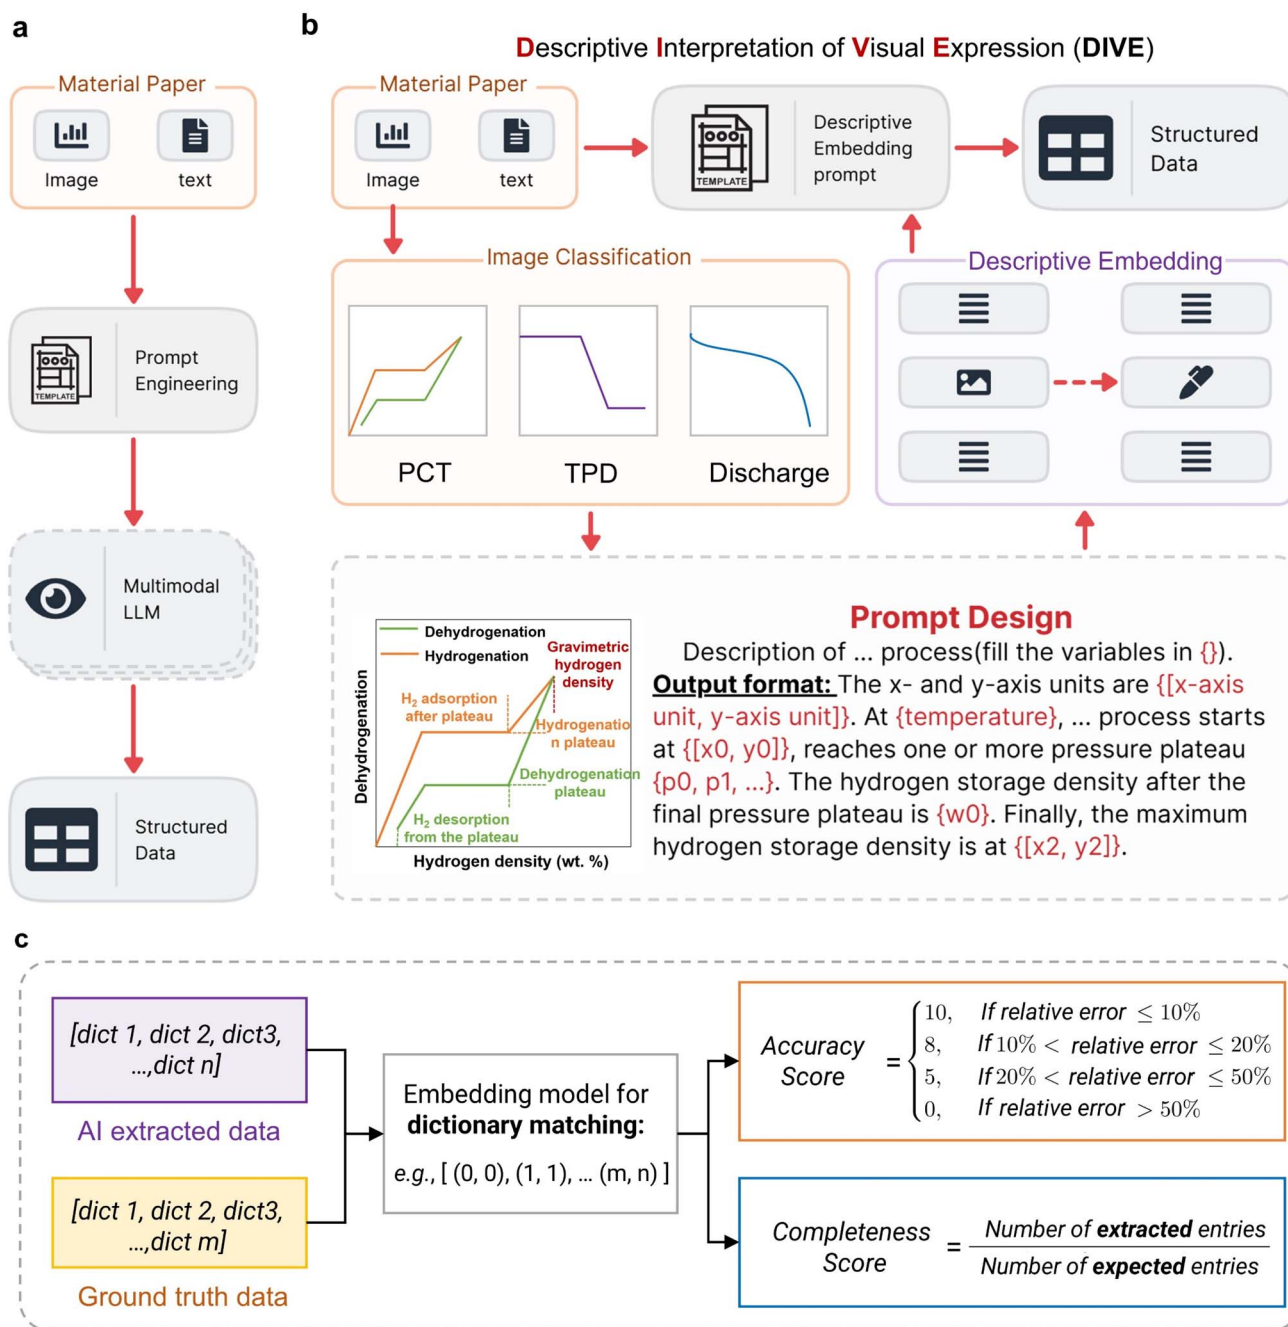 a
Material Paper
Image
text
Prompt
Engineering
TEMPLATE
Multimodal
LLM
Structured
Data
b
Descriptive Interpretation of Visual Expression (DIVE)
Material Paper
Image
text
TEMPLATE
Descriptive
Embedding
prompt
Structured
Data
Image Classification
PCT
TPD
Discharge
Descriptive Embedding
Dehydrogenation
Hydrogenation
Gravimetric
hydrogen
density
H₂ adsorption
after plateau
Hydrogenatio
n plateau
Dehydrogenation
plateau
H₂ desorption
from the plateau
Dehydrogenation
Hydrogen density (wt. %)
Prompt Design
Description of ... process(fill the variables in {}).
Output format: The x- and y-axis units are {[x-axis
unit, y-axis unit]}. At {temperature}, ... process starts
at {[x0, y0]}, reaches one or more pressure plateau
{p0, p1, ...}. The hydrogen storage density after the
final pressure plateau is {w0}. Finally, the maximum
hydrogen storage density is at {[x2, y2]}.
c
[dict 1, dict 2, dict3,
...,dict n]
AI extracted data
[dict 1, dict 2, dict3,
...,dict m]
Ground truth data
Embedding model for
dictionary matching:
e.g., [ (0, 0), (1, 1), ... (m, n) ]
Accuracy
Score
=
10, If relative error ≤ 10%
8, If 10% < relative error ≤ 20%
5, If 20% < relative error ≤ 50%
0, If relative error > 50%
Completeness
Score
=
Number of extracted entries
Number of expected entries